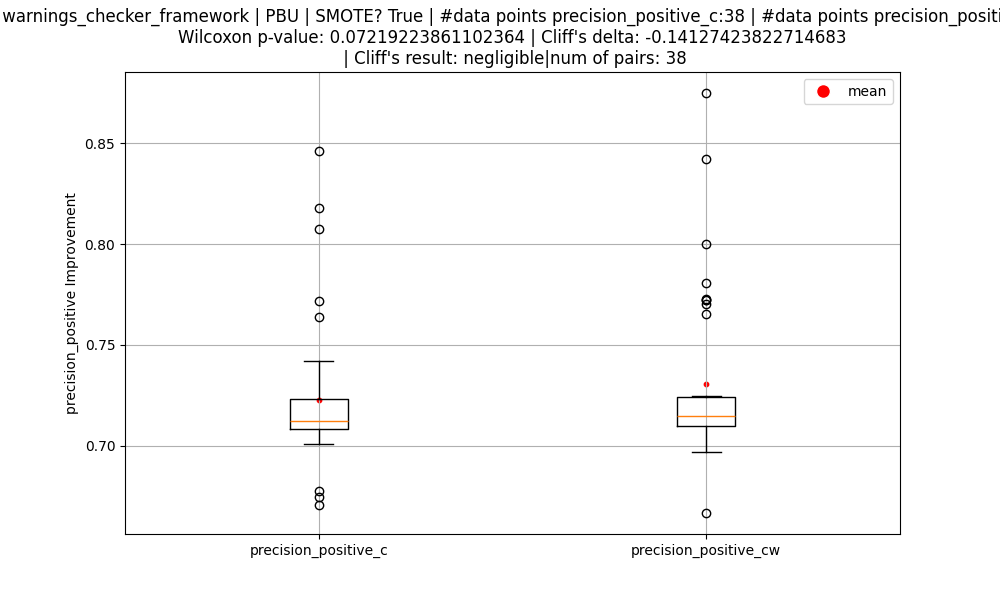 warnings_checker_framework | PBU | SMOTE? True | #data points precision_positive_c:38 | #data points
Wilcoxon p-value: 0.07219223861102364 | Cliff's delta: -0.14127423822714683
| Cliff's result: negligible|num of pairs: 38
mean
0.85
0.80
0.75
0.70
precision_positive Improvement
precision_positive_c precision_positive_cw